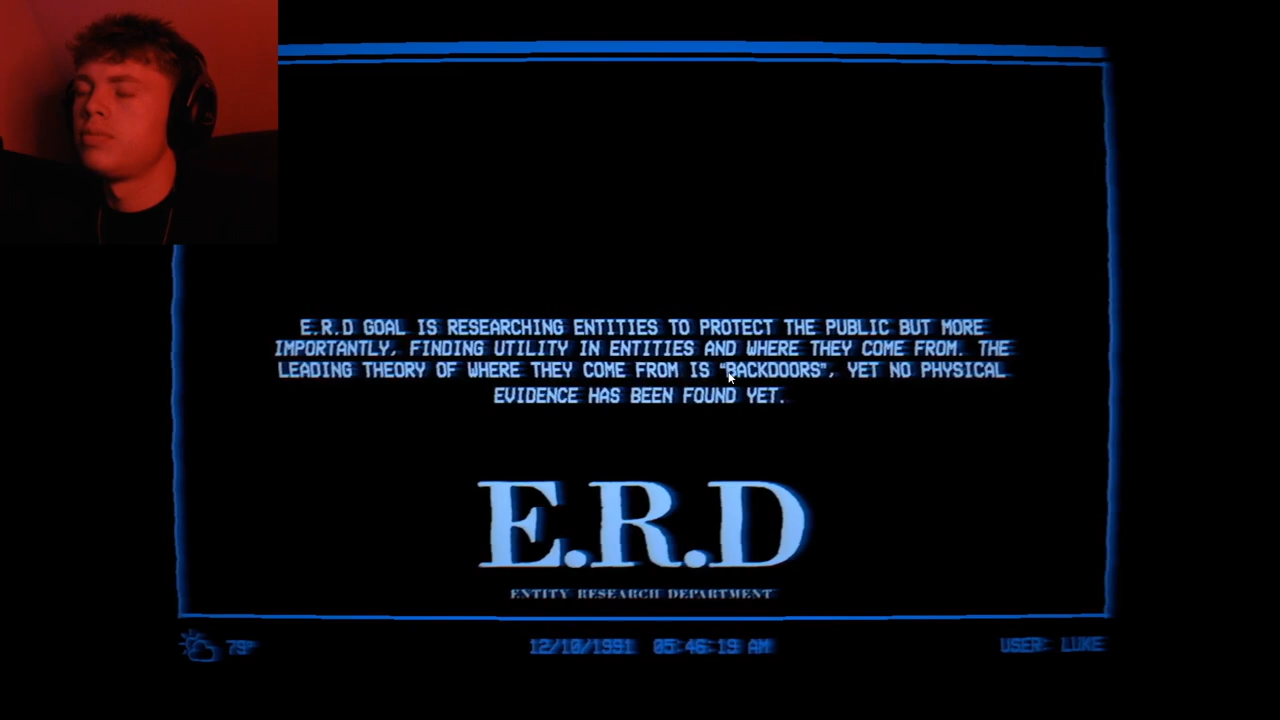 E.R.D GOAL IS RESEARCHING ENTITIES TO PROTECT THE PUBLIC BUT MORE
IMPORTANTLY, FINDING UTILITY IN ENTITIES AND WHERE THEY COME FROM. THE
LEADING THEORY OF WHERE THEY COME FROM IS "BACKDOORS", YET NO PHYSICAL
EVIDENCE HAS BEEN FOUND YET.
E.R.D
ENTITY RESEARCH DEPARTMENT
79° 12/10/1991 05:46:19 AM USER: LUKE